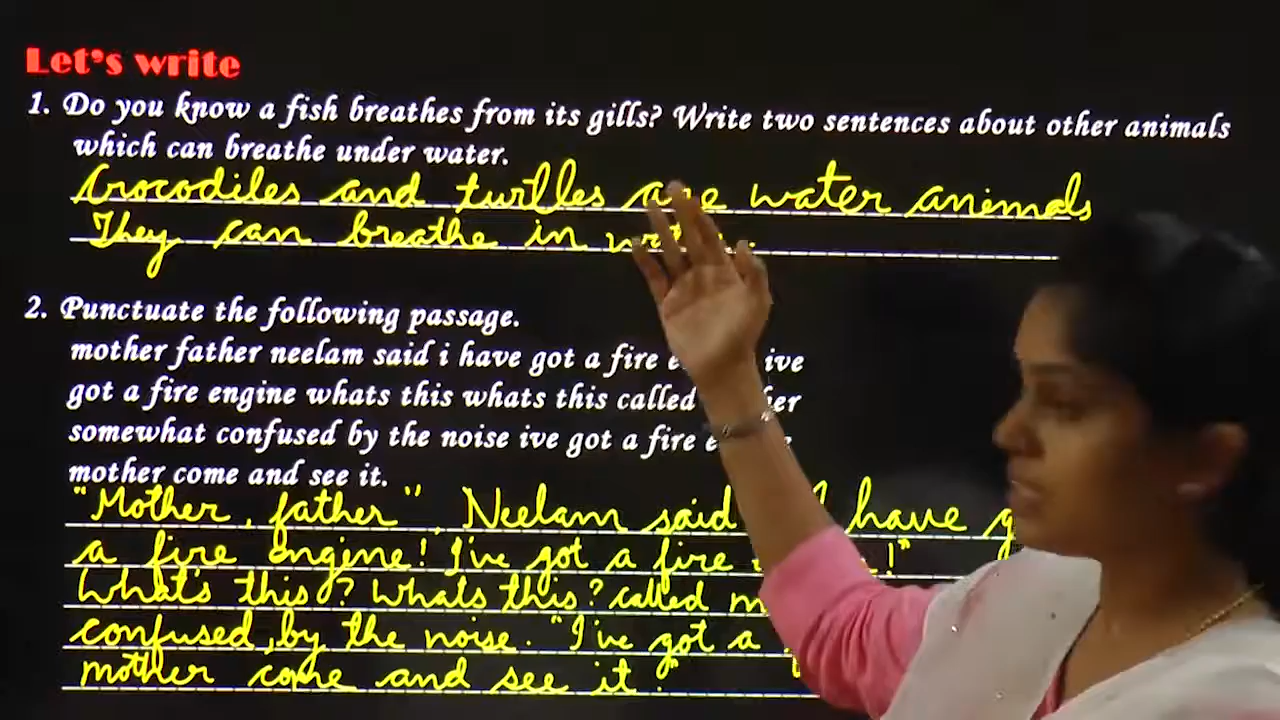 Let's write
1. Do you know a fish breathes from its gills? Write two sentences about other animals
which can breathe under water.
Crocodiles and turtles are water animals
They can breathe in
2. Punctuate the following passage.
mother father neelam said i have got a fire ive
got a fire engine whats this whats this called
somewhat confused by the noise ive got a fire
mother come and see it.
"Mother, father", Neelam said have
a fire engine! I've got a fire !"
What's this? Whats this? called
confused, by the noise. "I've got a
mother come and see it."